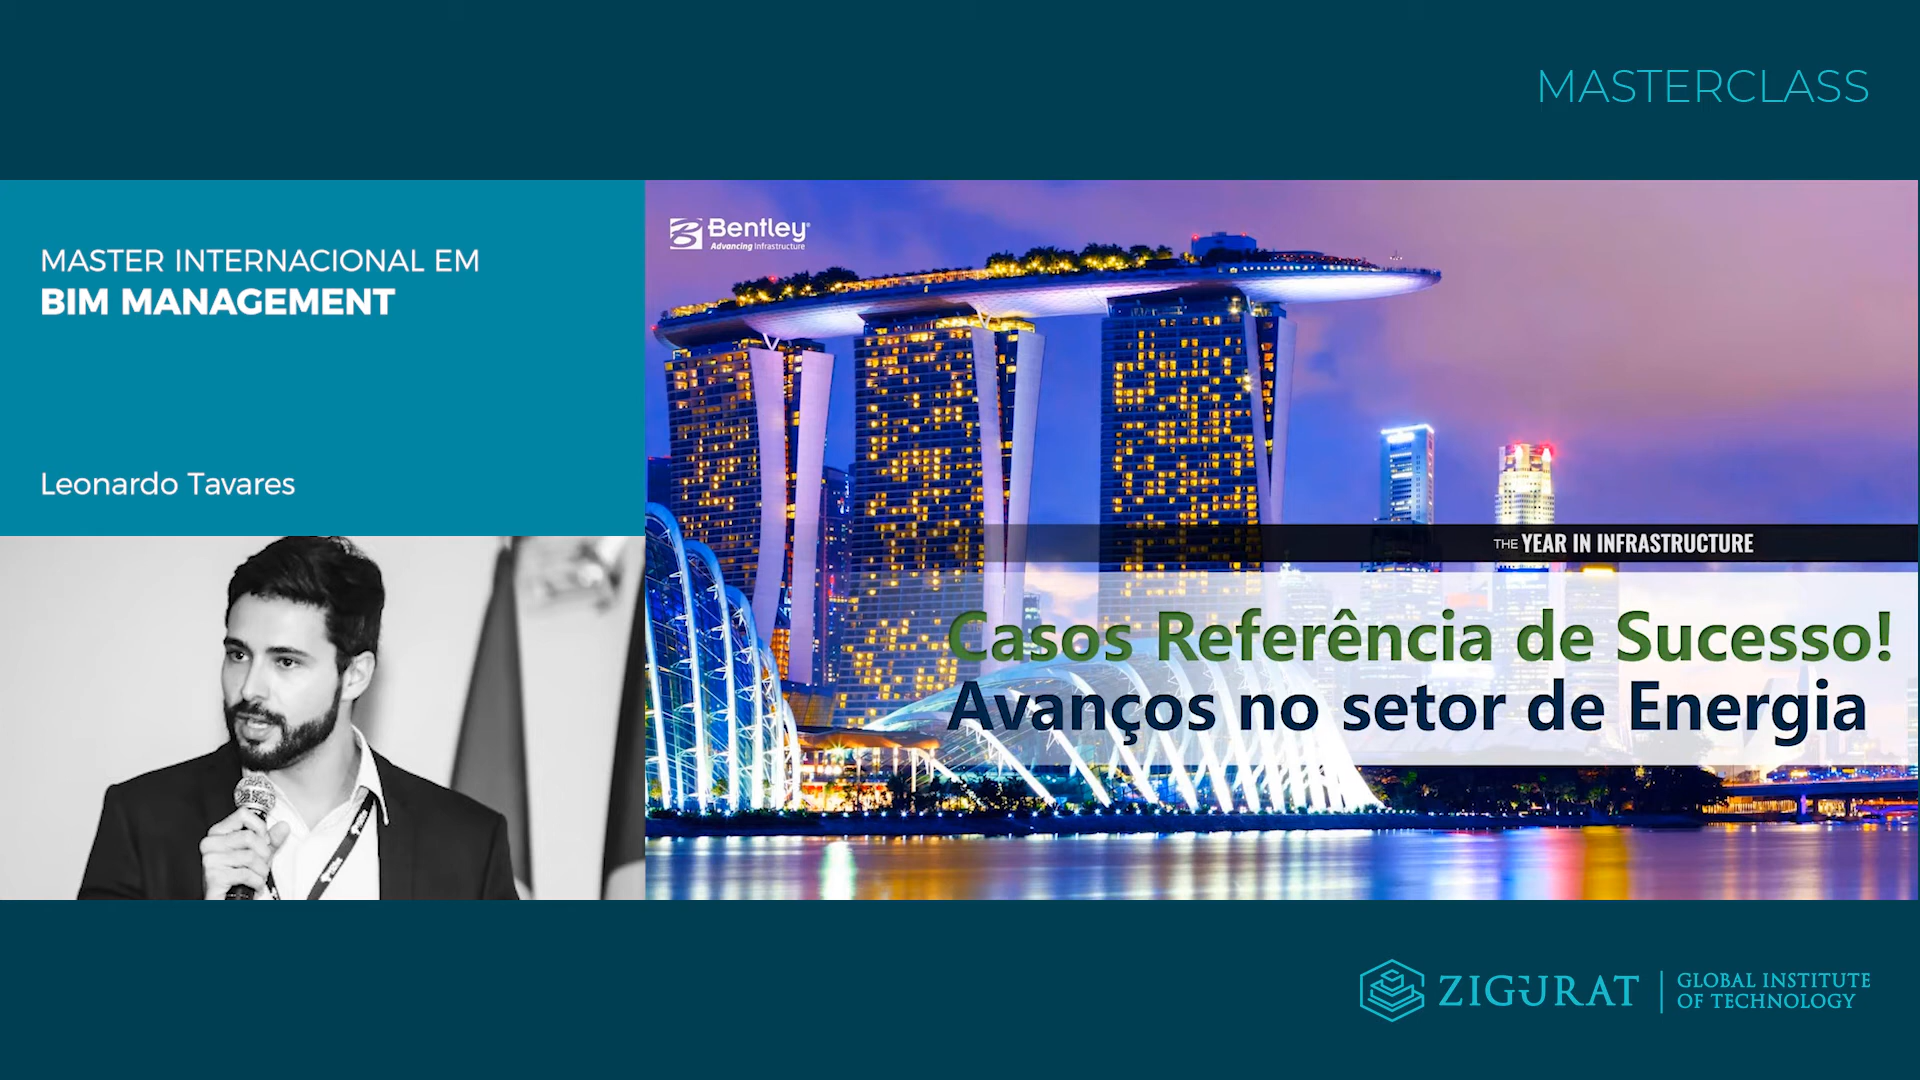 MASTERCLASS
MASTER INTERNACIONAL EM
BIM MANAGEMENT
Leonardo Tavares
Bentley®
Advancing Infrastructure
THE YEAR IN INFRASTRUCTURE
Casos Referência de Sucesso!
Avanços no setor de Energia
ZIGURAT
GLOBAL INSTITUTE
OF TECHNOLOGY